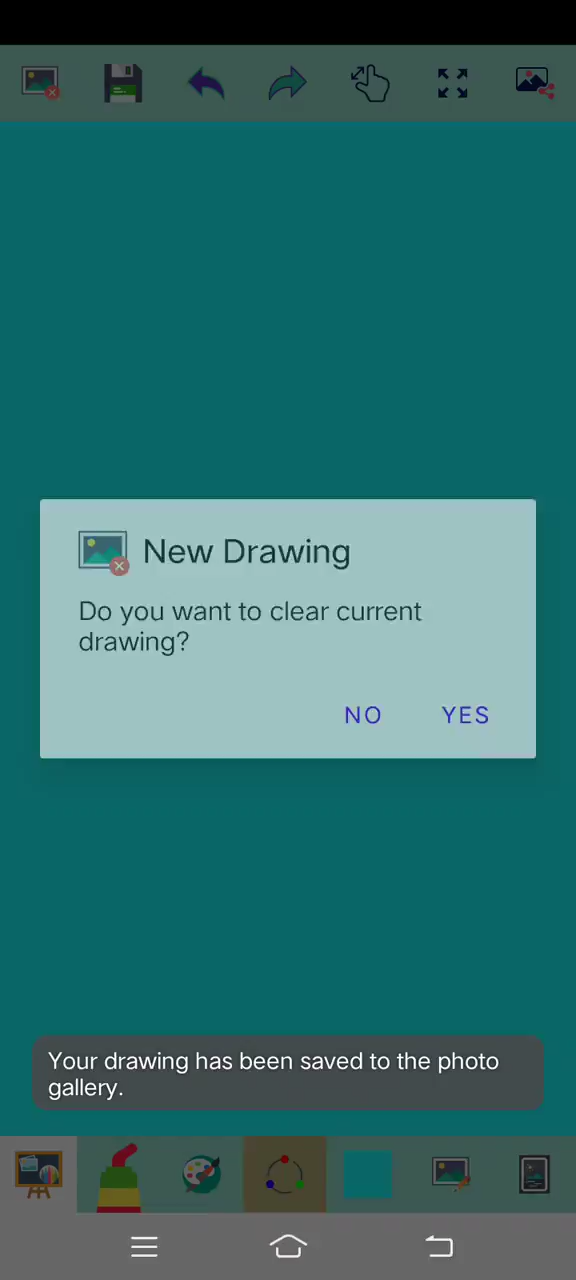 New Drawing
Do you want to clear current
drawing?
NO YES
Your drawing has been saved to the photo
gallery.